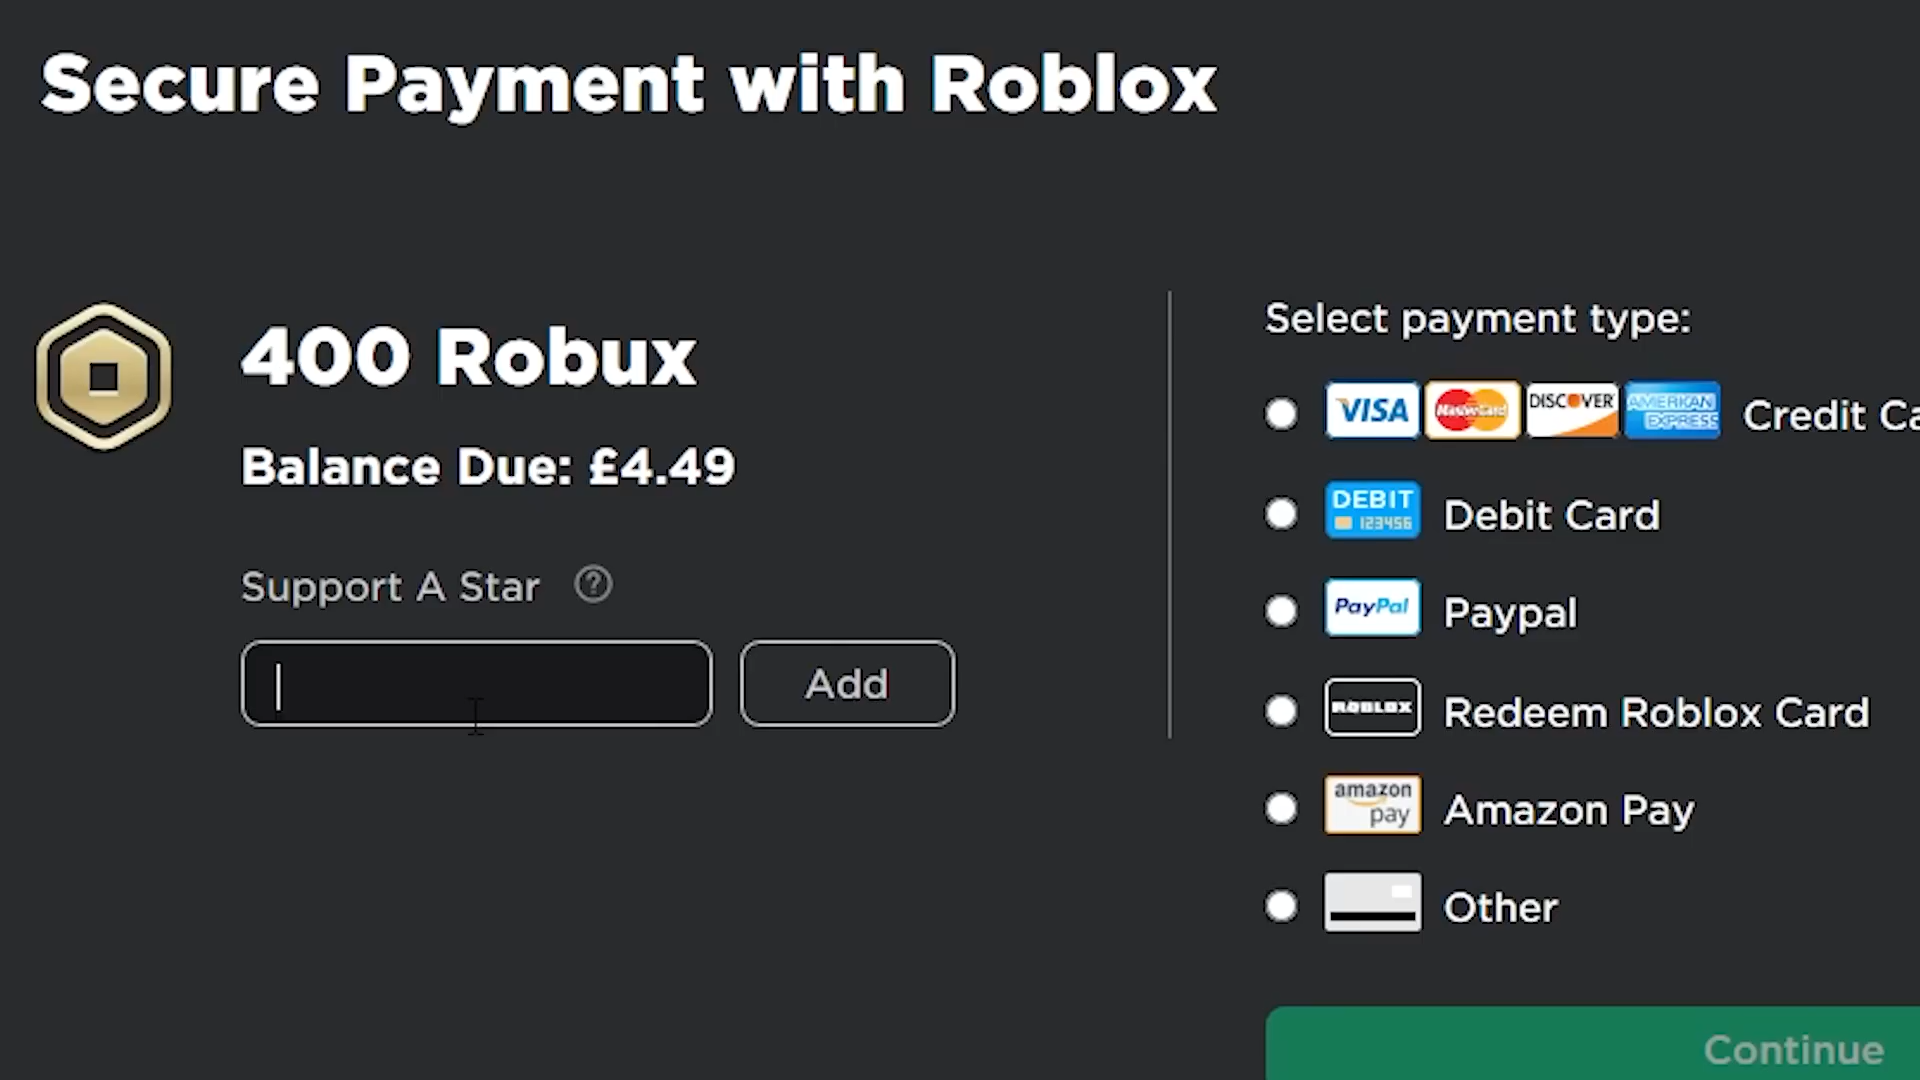 Secure Payment with Roblox
400 Robux
Balance Due: £4.49
Support A Star ?
Add
Select payment type:
VISA MasterCard DISCOVER AMERICAN EXPRESS Credit Ca
DEBIT 123456 Debit Card
PayPal Paypal
ROBLOX Redeem Roblox Card
amazon pay Amazon Pay
Other
Continue